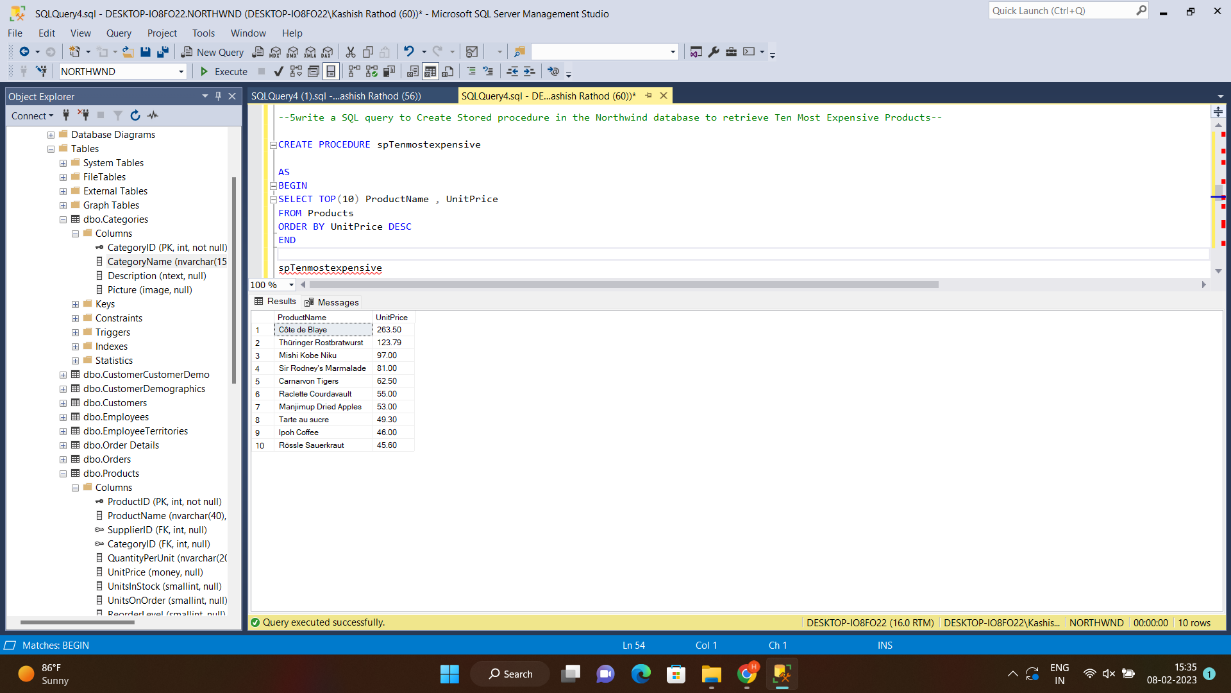 SQLQuery4.sql - DESKTOP-IO8FO22.NORTHWND (DESKTOP-IO8FO22\Kashish Rathod (60))* - Microsoft SQL Server Management Studio
Quick Launch (Ctrl+Q)
File Edit View Query Project Tools Window Help
New Query
NORTHWND Execute
Object Explorer
SQLQuery4 (1).sql -...ashish Rathod (56))
SQLQuery4.sql - DE...ashish Rathod (60))*
Connect
Database Diagrams
Tables
System Tables
FileTables
External Tables
Graph Tables
dbo.Categories
Columns
CategoryID (PK, int, not null)
CategoryName (nvarchar(15
Description (ntext, null)
Picture (image, null)
Keys
Constraints
Triggers
Indexes
Statistics
dbo.CustomerCustomerDemo
dbo.CustomerDemographics
dbo.Customers
dbo.Employees
dbo.EmployeeTerritories
dbo.Order Details
dbo.Orders
dbo.Products
Columns
ProductID (PK, int, not null)
ProductName (nvarchar(40),
SupplierID (FK, int, null)
CategoryID (FK, int, null)
QuantityPerUnit (nvarchar(20
UnitPrice (money, null)
UnitsInStock (smallint, null)
UnitsOnOrder (smallint, null)
ReorderLevel (smallint, null)
--5write a SQL query to Create Stored procedure in the Northwind database to retrieve Ten Most Expensive Products--
CREATE PROCEDURE spTenmostexpensive
AS
BEGIN
SELECT TOP(10) ProductName , UnitPrice
FROM Products
ORDER BY UnitPrice DESC
END
spTenmostexpensive
100 %
Results Messages
ProductName UnitPrice
1 Côte de Blaye 263.50
2 Thüringer Rostbratwurst 123.79
3 Mishi Kobe Niku 97.00
4 Sir Rodney's Marmalade 81.00
5 Carnarvon Tigers 62.50
6 Raclette Courdavault 55.00
7 Manjimup Dried Apples 53.00
8 Tarte au sucre 49.30
9 Ipoh Coffee 46.00
10 Rössle Sauerkraut 45.60
Query executed successfully. DESKTOP-IO8FO22 (16.0 RTM) DESKTOP-IO8FO22\Kashis... NORTHWND 00:00:00 10 rows
Matches: BEGIN Ln 54 Col 1 Ch 1 INS
86°F
Sunny
Search
ENG
IN
15:35
08-02-2023
1